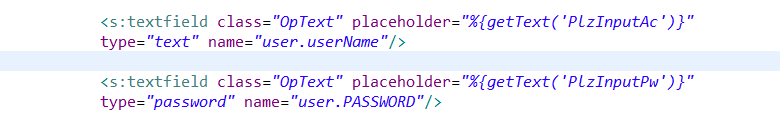 <s:textfield class="OpText" placeholder="%{getText('PlzInputAc')}"
type="text" name="user.userName"/>
<s:textfield class="OpText" placeholder="%{getText('PlzInputPw')}"
type="password" name="user.PASSWORD"/>